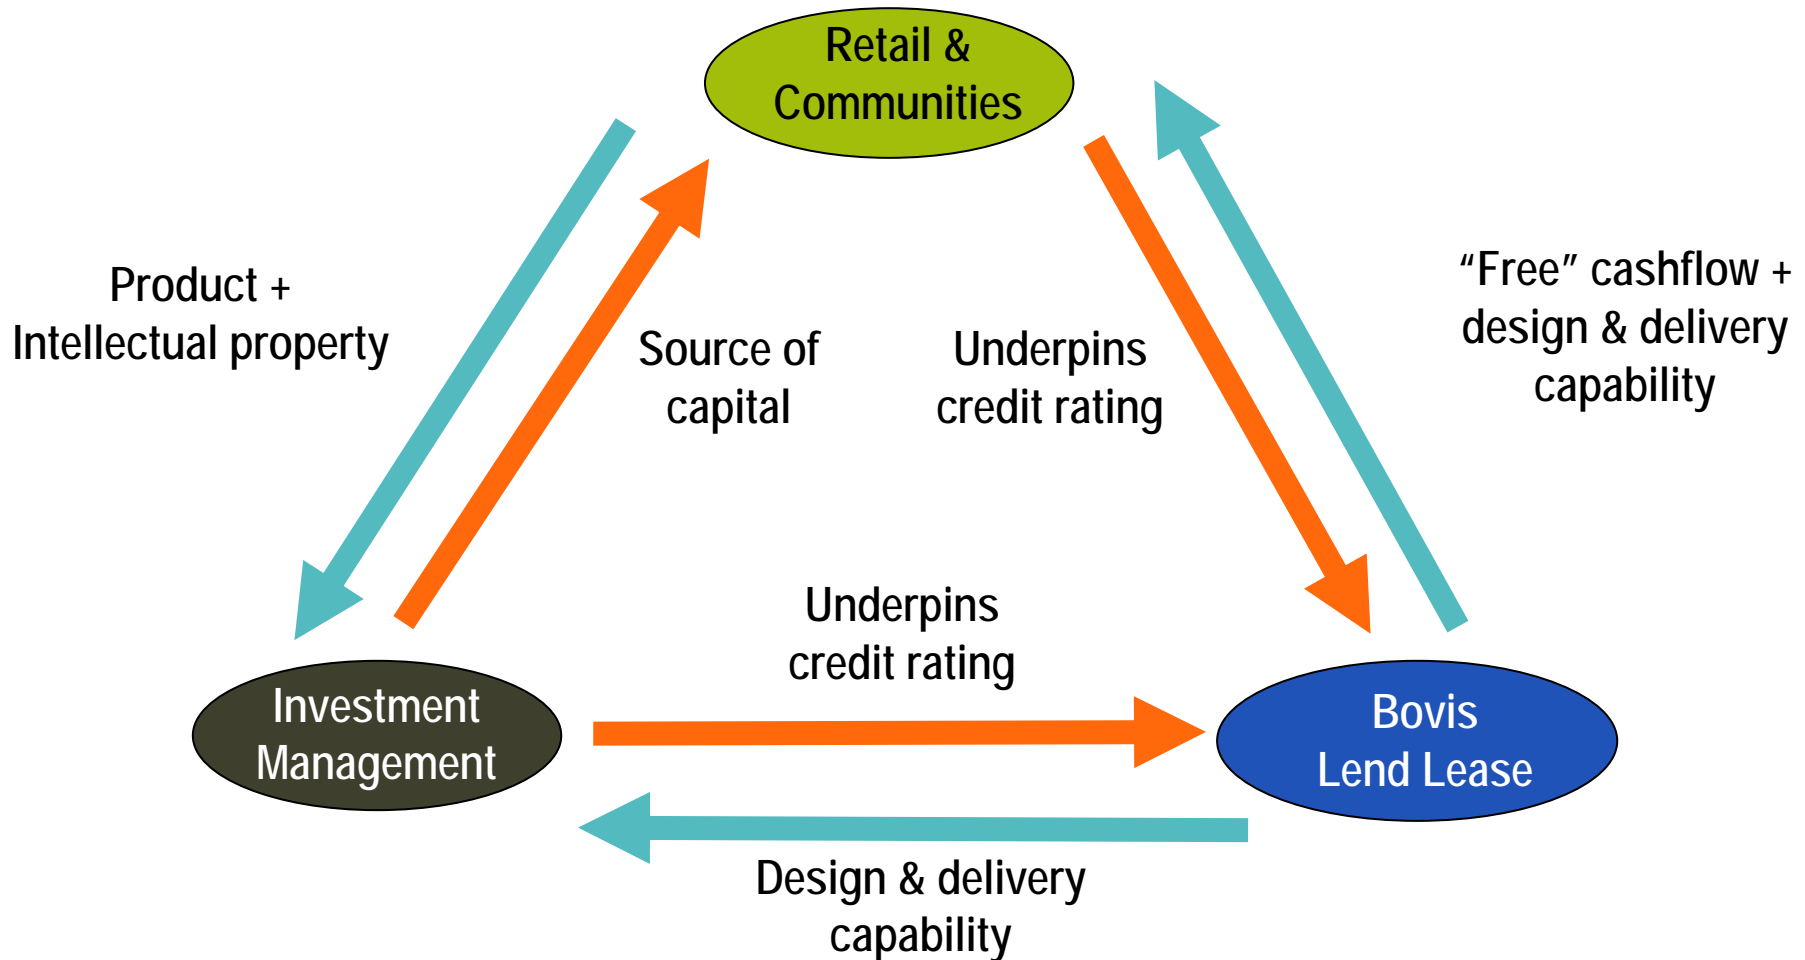 Retail &
Communities
Product +
Intellectual property
Source of
capital
Underpins
credit rating
“Free” cashflow +
design & delivery
capability
Underpins
credit rating
Investment
Management
Bovis
Lend Lease
Design & delivery
capability